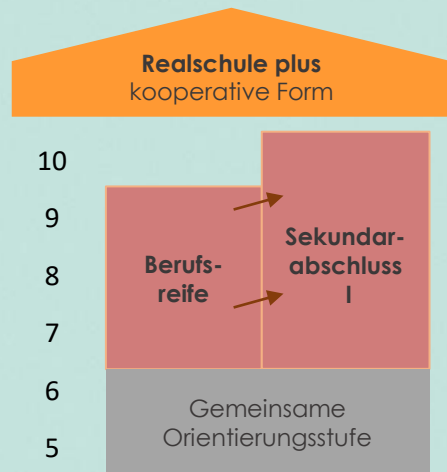 Realschule plus
kooperative Form
10
9
8
7
6
5
Berufs-
reife
Sekundar-
abschluss
I
Gemeinsame
Orientierungsstufe